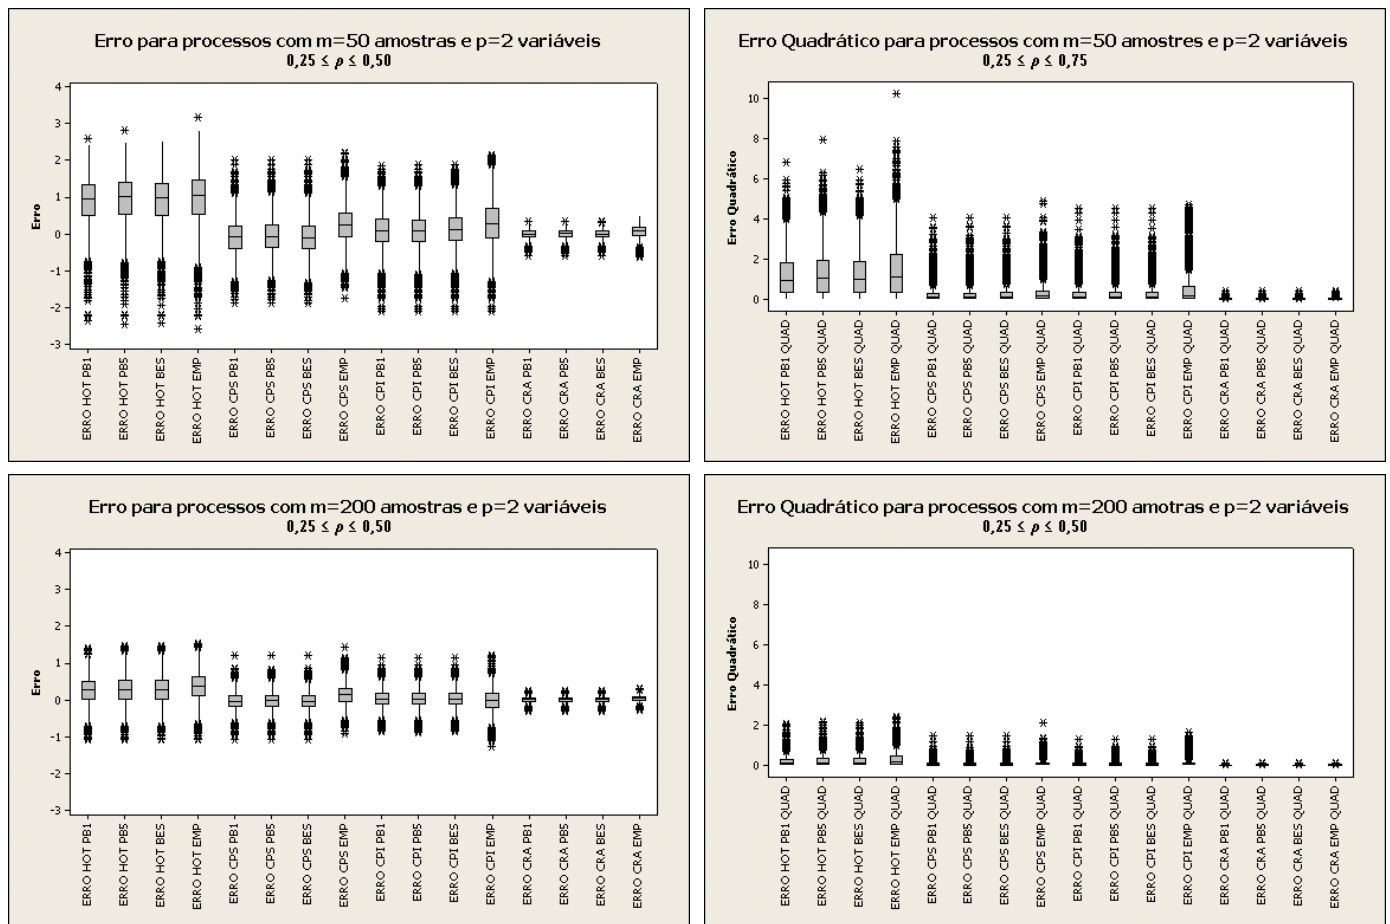 Erro para processos com m=50 amostras e p=2 variáveis
0,25 ≤ ρ ≤ 0,50
Erro
4
3
2
1
0
-1
-2
-3
ERRO HOT PB1
ERRO HOT PB5
ERRO HOT BES
ERRO HOT EMP
ERRO CPS PB1
ERRO CPS PB5
ERRO CPS BES
ERRO CPS EMP
ERRO CPI PB1
ERRO CPI PB5
ERRO CPI BES
ERRO CPI EMP
ERRO CRA PB1
ERRO CRA PB5
ERRO CRA BES
ERRO CRA EMP
Erro Quadrático para processos com m=50 amostres e p=2 variáveis
0,25 ≤ ρ ≤ 0,75
Erro Quadrático
10
8
6
4
2
0
ERRO HOT PB1 QUAD
ERRO HOT PB5 QUAD
ERRO HOT BES QUAD
ERRO HOT EMP QUAD
ERRO CPS PB1 QUAD
ERRO CPS PB5 QUAD
ERRO CPS BES QUAD
ERRO CPS EMP QUAD
ERRO CPI PB1 QUAD
ERRO CPI PB5 QUAD
ERRO CPI BES QUAD
ERRO CPI EMP QUAD
ERRO CRA PB1 QUAD
ERRO CRA PB5 QUAD
ERRO CRA BES QUAD
ERRO CRA EMP QUAD
Erro para processos com m=200 amostras e p=2 variáveis
0,25 ≤ ρ ≤ 0,50
Erro
4
3
2
1
0
-1
-2
-3
ERRO HOT PB1
ERRO HOT PB5
ERRO HOT BES
ERRO HOT EMP
ERRO CPS PB1
ERRO CPS PB5
ERRO CPS BES
ERRO CPS EMP
ERRO CPI PB1
ERRO CPI PB5
ERRO CPI BES
ERRO CPI EMP
ERRO CRA PB1
ERRO CRA PB5
ERRO CRA BES
ERRO CRA EMP
Erro Quadrático para processos com m=200 amotras e p=2 variáveis
0,25 ≤ ρ ≤ 0,50
Erro Quadrático
10
8
6
4
2
0
ERRO HOT PB1 QUAD
ERRO HOT PB5 QUAD
ERRO HOT BES QUAD
ERRO HOT EMP QUAD
ERRO CPS PB1 QUAD
ERRO CPS PB5 QUAD
ERRO CPS BES QUAD
ERRO CPS EMP QUAD
ERRO CPI PB1 QUAD
ERRO CPI PB5 QUAD
ERRO CPI BES QUAD
ERRO CPI EMP QUAD
ERRO CRA PB1 QUAD
ERRO CRA PB5 QUAD
ERRO CRA BES QUAD
ERRO CRA EMP QUAD